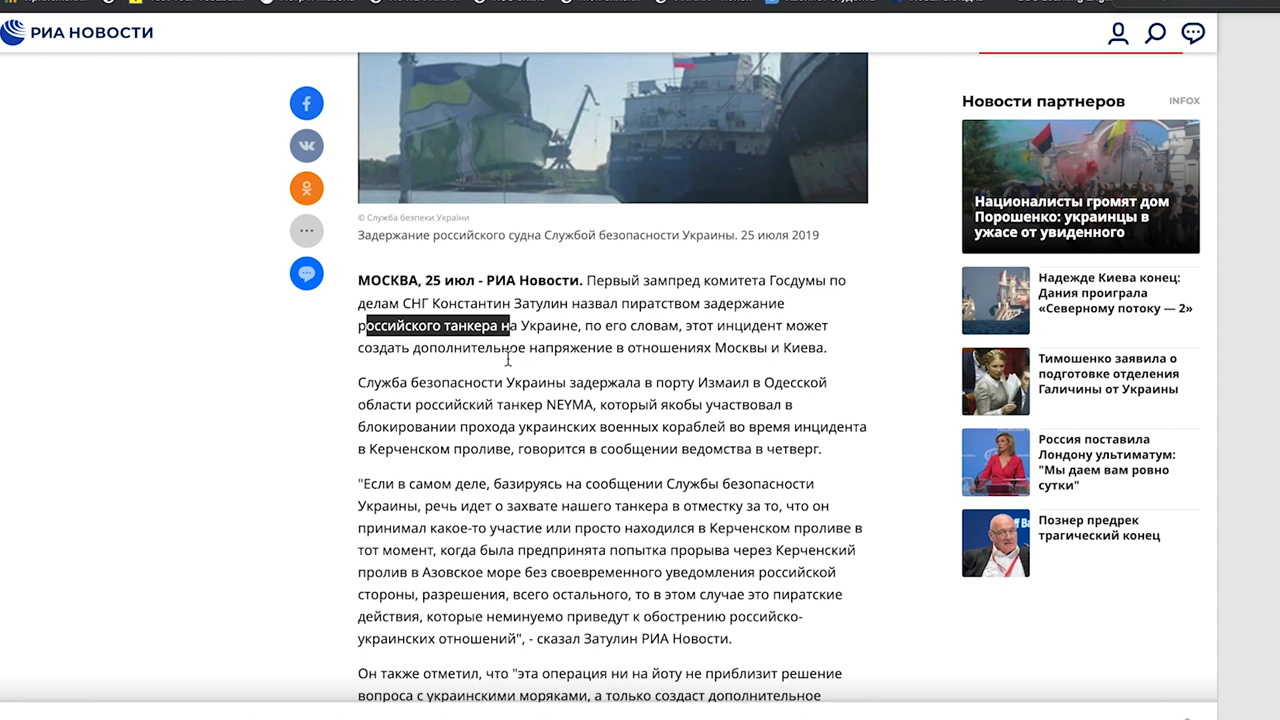 РИА НОВОСТИ
© Служба безпеки України
Задержание российского судна Службой безопасности Украины. 25 июля 2019
МОСКВА, 25 июл - РИА Новости. Первый зампред комитета Госдумы по
делам СНГ Константин Затулин назвал пиратством задержание
российского танкера на Украине, по его словам, этот инцидент может
создать дополнительное напряжение в отношениях Москвы и Киева.
Служба безопасности Украины задержала в порту Измаил в Одесской
области российский танкер NEYMA, который якобы участвовал в
блокировании прохода украинских военных кораблей во время инцидента
в Керченском проливе, говорится в сообщении ведомства в четверг.
"Если в самом деле, базируясь на сообщении Службы безопасности
Украины, речь идет о захвате нашего танкера в отместку за то, что он
принимал какое-то участие или просто находился в Керченском проливе в
тот момент, когда была предпринята попытка прорыва через Керченский
пролив в Азовское море без своевременного уведомления российской
стороны, разрешения, всего остального, то в этом случае это пиратские
действия, которые неминуемо приведут к обострению российско-
украинских отношений", - сказал Затулин РИА Новости.
Он также отметил, что "эта операция ни на йоту не приблизит решение
вопроса с украинскими моряками, а только создаст дополнительное
Новости партнеров
INFOX
Националисты громят дом
Порошенко: украинцы в
ужасе от увиденного
Надежде Киева конец:
Дания проиграла
«Северному потоку — 2»
Тимошенко заявила о
подготовке отделения
Галичины от Украины
Россия поставила
Лондону ультиматум:
"Мы даем вам ровно
сутки"
Познер предрек
трагический конец